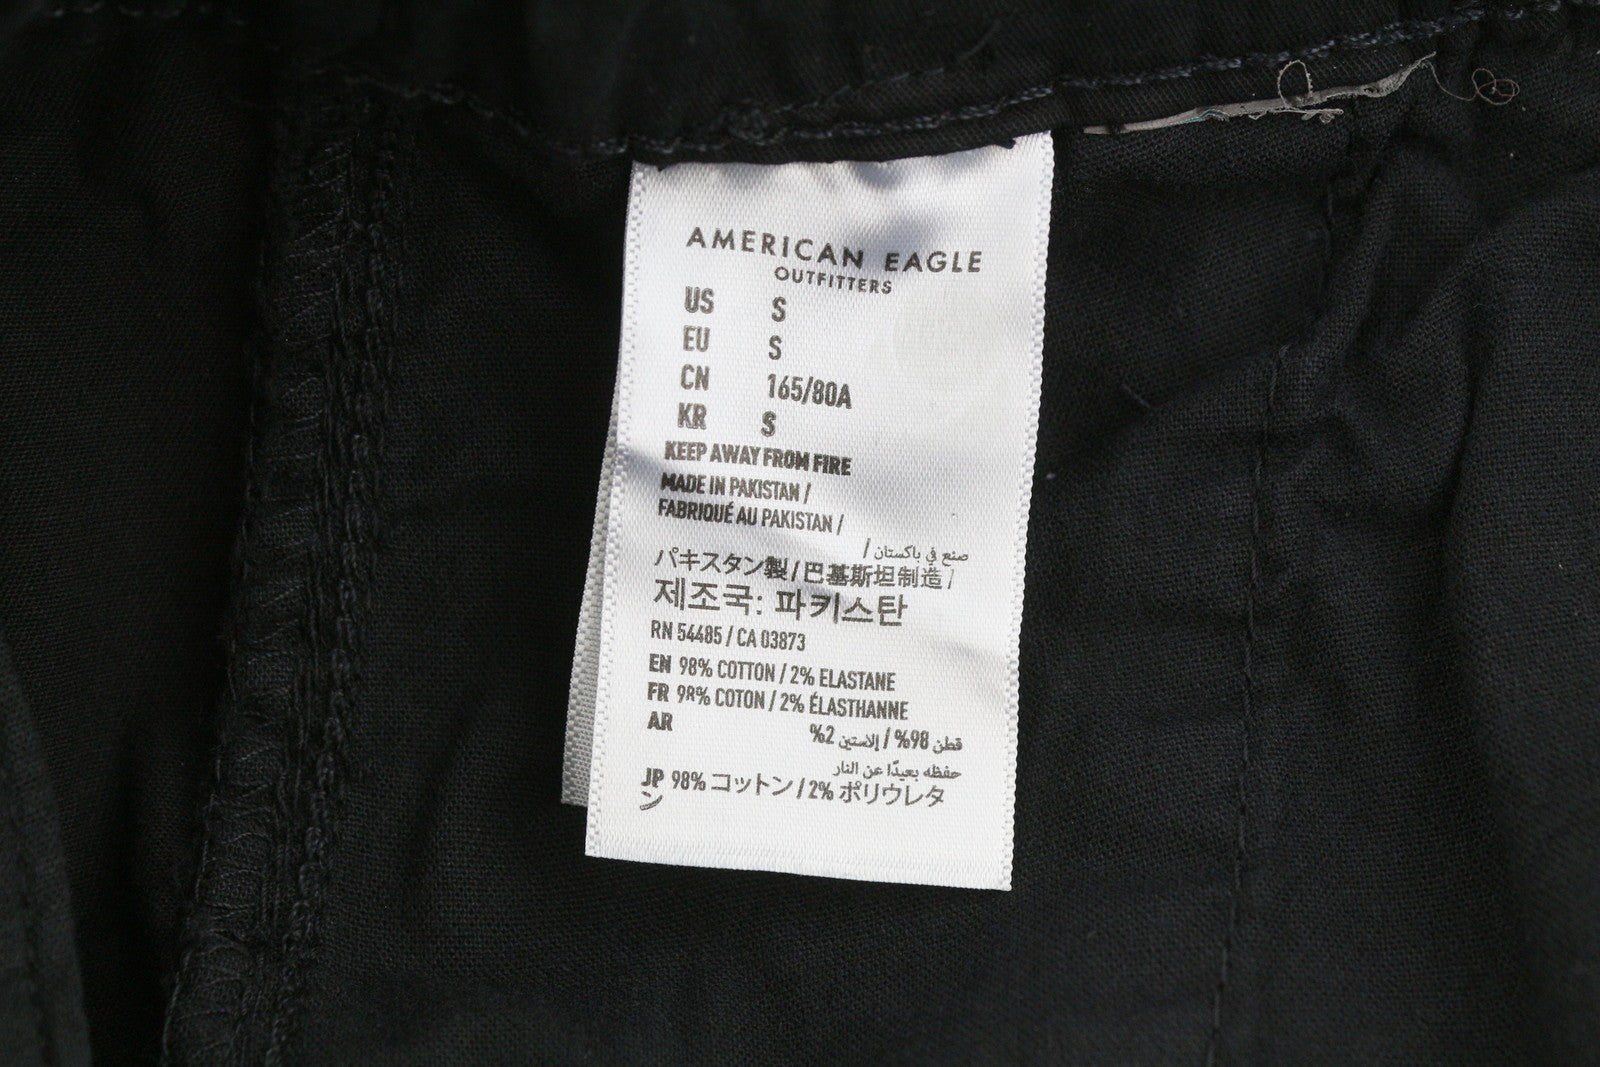 AMERICAN EAGLE
OUTFITTERS
US S
EU S
CN 165/80A
KR S
KEEP AWAY FROM FIRE
MADE IN PAKISTAN /
FABRIQUÉ AU PAKISTAN /
صنع في باكستان /
パキスタン製 / 巴基斯坦制造 /
제조국: 파키스탄
RN 54485 / CA 03873
EN 98% COTTON / 2% ELASTANE
FR 98% COTON / 2% ÉLASTHANNE
AR قطن 98% / إلاستين 2%
حفظه بعيدًا عن النار
JP 98% コットン / 2% ポリウレタ
ン